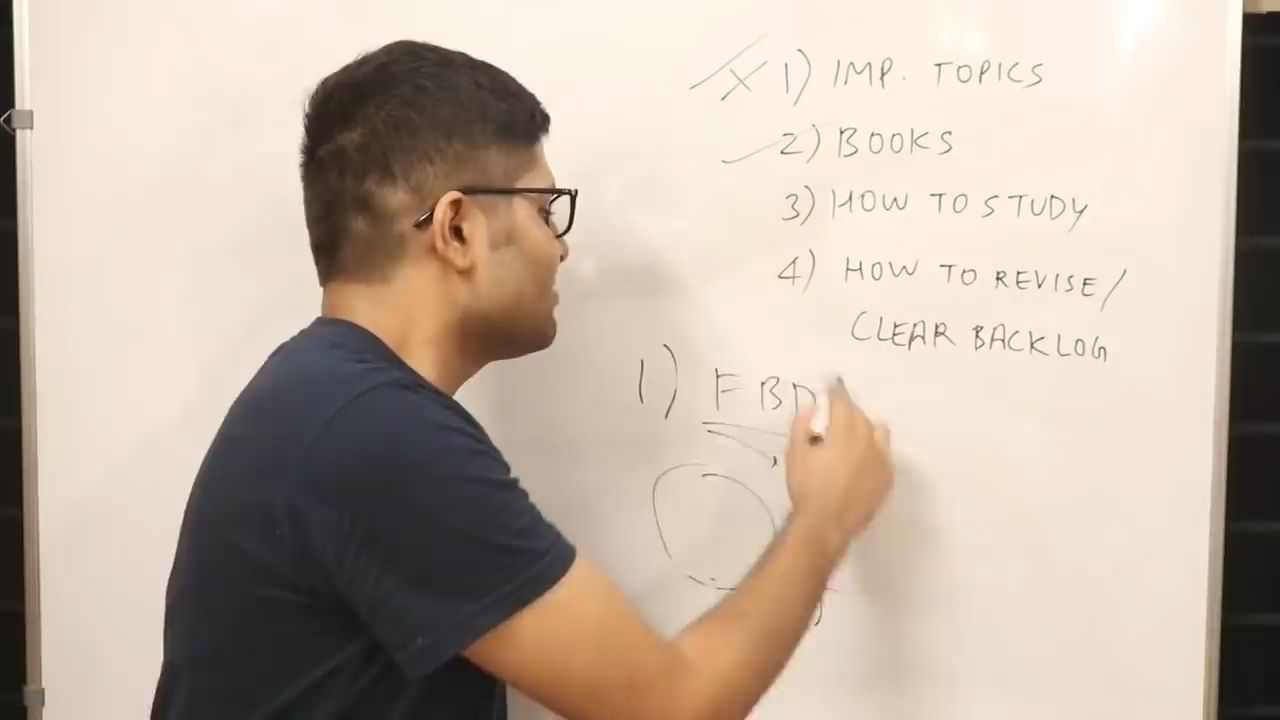 1) IMP. TOPICS
2) BOOKS
3) HOW TO STUDY
4) HOW TO REVISE/
CLEAR BACKLOG
1) FBD